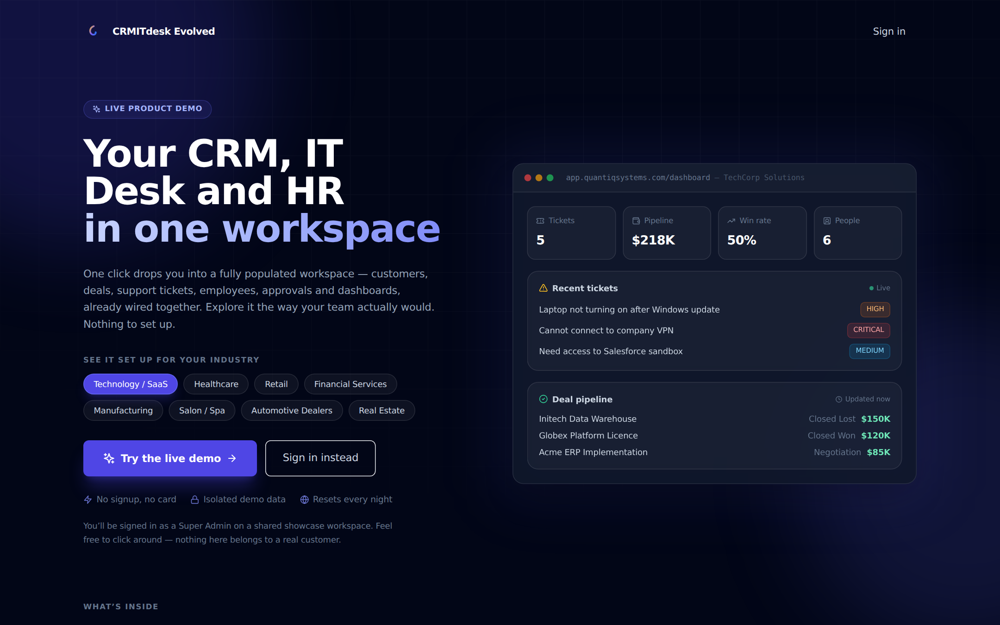 CRMITdesk Evolved
Sign in
LIVE PRODUCT DEMO
Your CRM, IT
Desk and HR
in one workspace
One click drops you into a fully populated workspace — customers,
deals, support tickets, employees, approvals and dashboards,
already wired together. Explore it the way your team actually would.
Nothing to set up.
SEE IT SET UP FOR YOUR INDUSTRY
Technology / SaaS Healthcare Retail Financial Services
Manufacturing Salon / Spa Automotive Dealers Real Estate
Try the live demo Sign in instead
No signup, no card Isolated demo data Resets every night
You’ll be signed in as a Super Admin on a shared showcase workspace. Feel
free to click around — nothing here belongs to a real customer.
app.quantiqsystems.com/dashboard — TechCorp Solutions
Tickets Pipeline Win rate People
5 $218K 50% 6
Recent tickets Live
Laptop not turning on after Windows update HIGH
Cannot connect to company VPN CRITICAL
Need access to Salesforce sandbox MEDIUM
Deal pipeline Updated now
Initech Data Warehouse Closed Lost $150K
Globex Platform Licence Closed Won $120K
Acme ERP Implementation Negotiation $85K
WHAT’S INSIDE